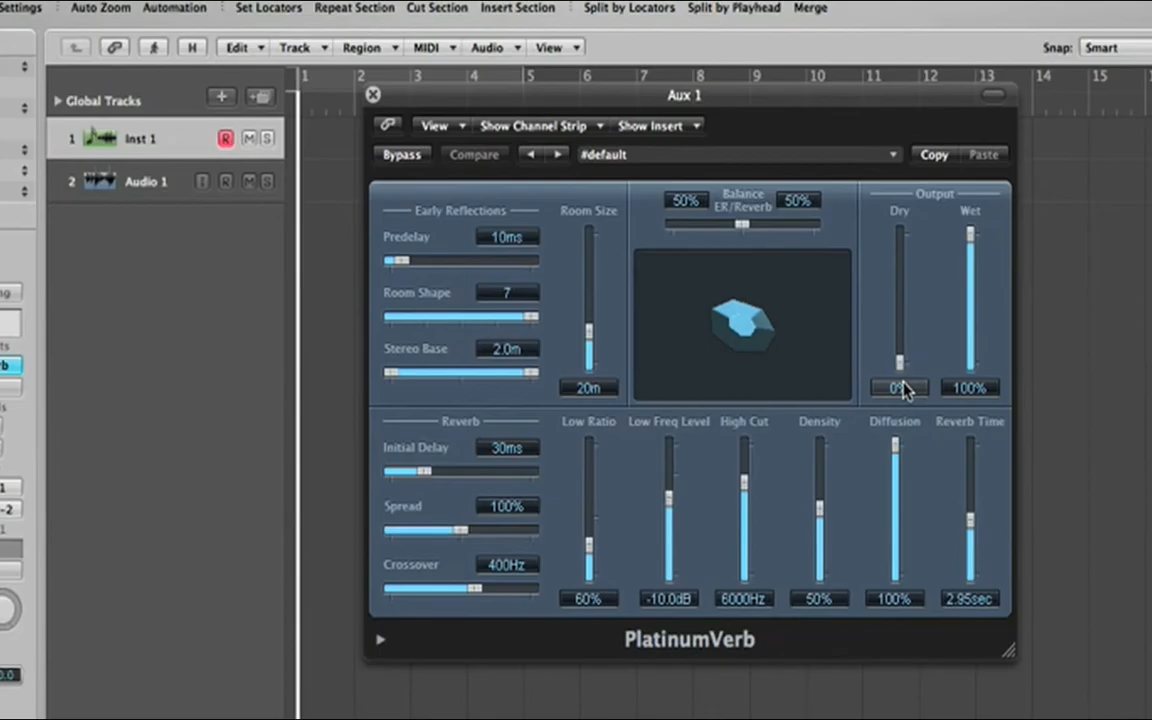 Settings Auto Zoom Automation Set Locators Repeat Section Cut Section Insert Section Split by Locators Split by Playhead Merge
H Edit Track Region MIDI Audio View Snap: Smart
1 2 3 4 5 6 7 8 9 10 11 12 13 14 15
Global Tracks
1 Inst 1 R M S
2 Audio 1 I R M S
Aux 1
View Show Channel Strip Show Insert
Bypass Compare #default Copy Paste
Early Reflections
Predelay 10ms
Room Shape 7
Stereo Base 2.0m
Room Size
20m
50% Balance ER/Reverb 50%
Output
Dry Wet
100%
Reverb
Initial Delay 30ms
Spread 100%
Crossover 400Hz
Low Ratio Low Freq Level High Cut Density Diffusion Reverb Time
60% -10.0dB 6000Hz 50% 100% 2.95sec
PlatinumVerb